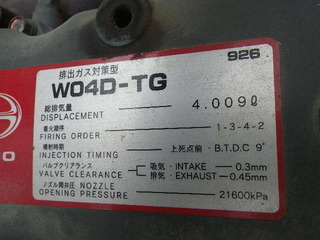 926
排出ガス対策型
W04D-TG
総排気量
DISPLACEMENT 4.009ℓ
着火順序
FIRING ORDER 1-3-4-2
噴射時期
INJECTION TIMING 上死点前・B.T.D.C 9°
バルブクリアランス
VALVE CLEARANCE 吸気・INTAKE 0.3mm
排気・EXHAUST 0.45mm
ノズル開弁圧 NOZZLE
OPENING PRESSURE 21600kPa